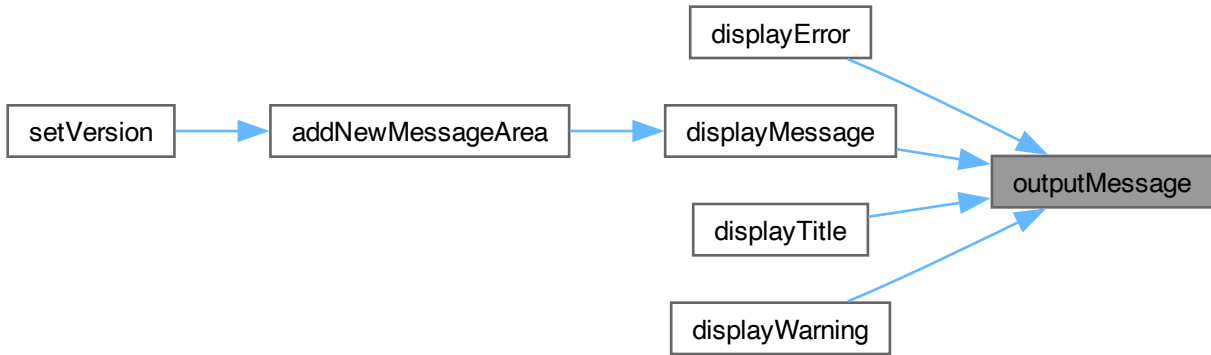 displayError
setVersion
addNewMessageArea
displayMessage
outputMessage
displayTitle
displayWarning